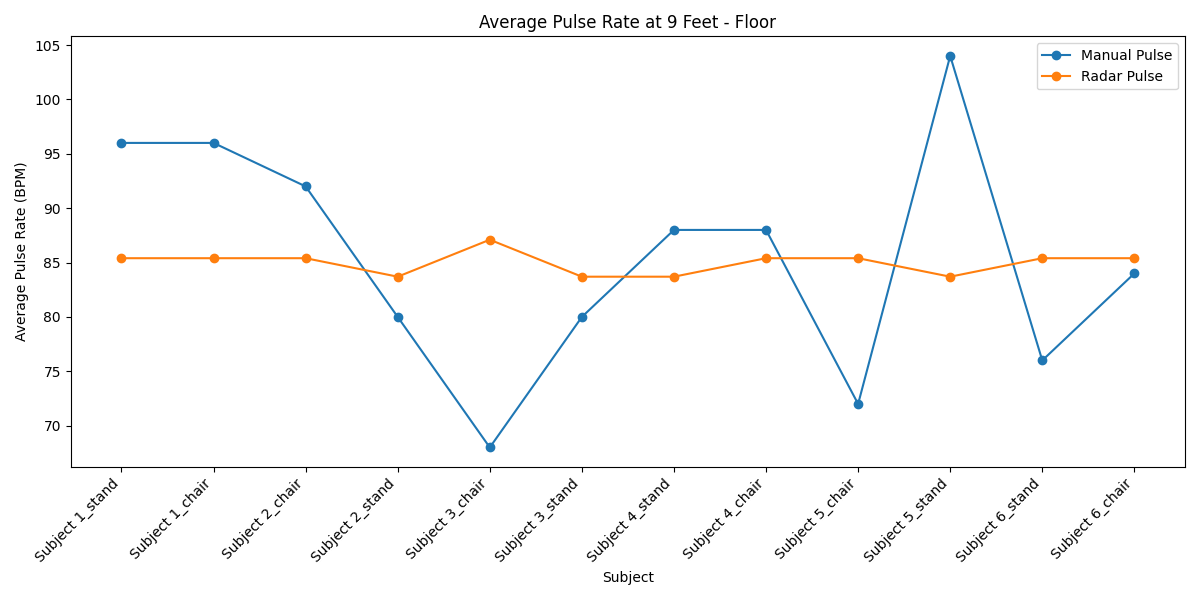 Average Pulse Rate at 9 Feet - Floor
Manual Pulse
Radar Pulse
Average Pulse Rate (BPM)
105
100
95
90
85
80
75
70
Subject 1_stand
Subject 1_chair
Subject 2_chair
Subject 2_stand
Subject 3_chair
Subject 3_stand
Subject 4_stand
Subject 4_chair
Subject 5_chair
Subject 5_stand
Subject 6_stand
Subject 6_chair
Subject